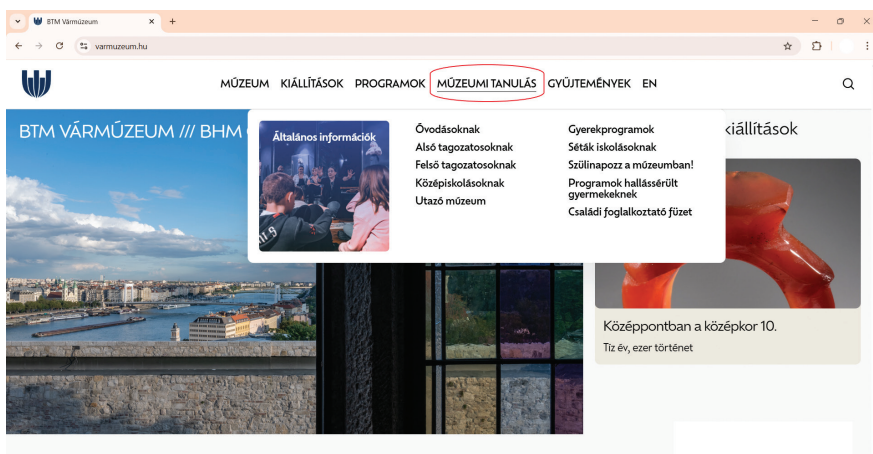 BTM Vármúzeum
varmuzeum.hu
MÚZEUM KIÁLLÍTÁSOK PROGRAMOK MÚZEUMI TANULÁS GYŰJTEMÉNYEK EN
BTM VÁRMÚZEUM /// BHM
kiállítások
Általános információk
Óvodásoknak
Alsó tagozatosoknak
Felső tagozatosoknak
Középiskolásoknak
Utazó múzeum
Gyerekprogramok
Séták iskolásoknak
Szülinapozz a múzeumban!
Programok hallássérült
gyermekeknek
Családi foglalkoztató füzet
Középpontban a középkor 10.
Tíz év, ezer történet